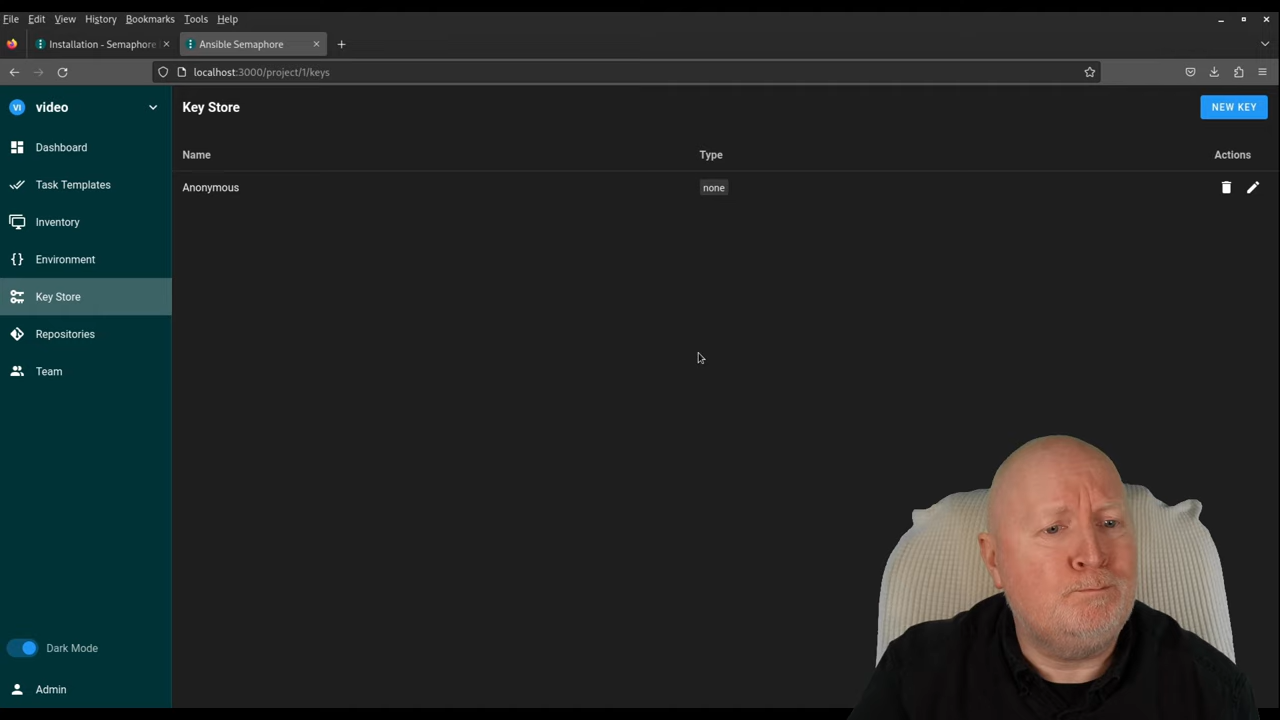 File Edit View History Bookmarks Tools Help
Installation - Semaphore
Ansible Semaphore
localhost:3000/project/1/keys
VI video
Key Store
NEW KEY
Dashboard
Task Templates
Inventory
Environment
Key Store
Repositories
Team
Name Type Actions
Anonymous none
Dark Mode
Admin